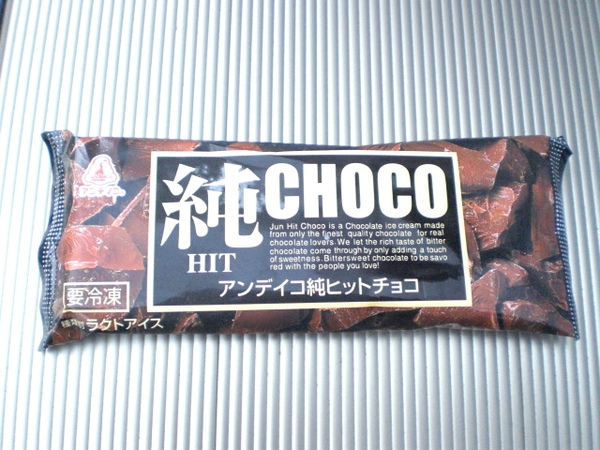 純
CHOCO
HIT
Jun Hit Choco is a Chocolate ice cream made
from only the finest quality chocolate for real
chocolate lovers. We let the rich taste of bitter
chocolate come through by only adding a touch
of sweetness. Bittersweet chocolate to be savo
red with the people you love!
アンデイコ純ヒットチョコ
要冷凍
ラクトアイス